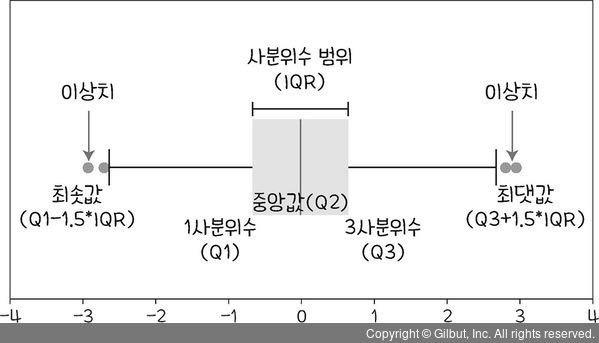 사분위수 범위
(IQR)
이상치
이상치
최솟값
(Q1-1.5*IQR)
중앙값(Q2)
최댓값
(Q3+1.5*IQR)
1사분위수
(Q1)
3사분위수
(Q3)
-4 -3 -2 -1 0 1 2 3 4
Copyright © Gilbut, Inc. All rights reserved.